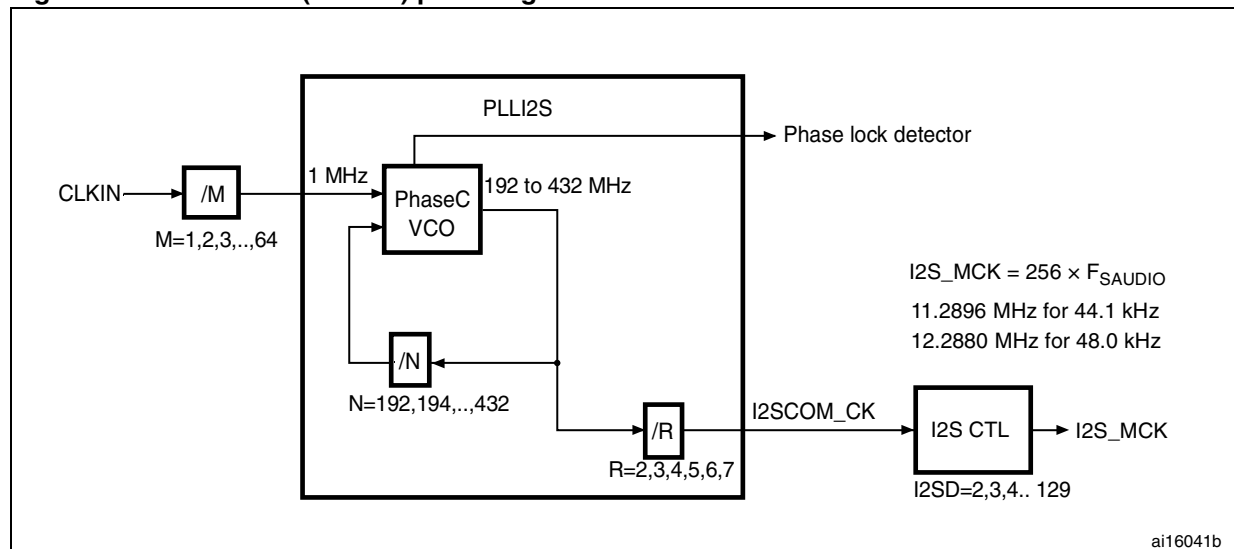 PLLI2S
Phase lock detector
CLKIN
/M
1 MHz
PhaseC
VCO
192 to 432 MHz
M=1,2,3,..,64
I2S_MCK = 256 × FSAUDIO
11.2896 MHz for 44.1 kHz
12.2880 MHz for 48.0 kHz
/N
N=192,194,..,432
I2SCOM_CK
/R
I2S CTL
I2S_MCK
R=2,3,4,5,6,7
I2SD=2,3,4.. 129
ai16041b